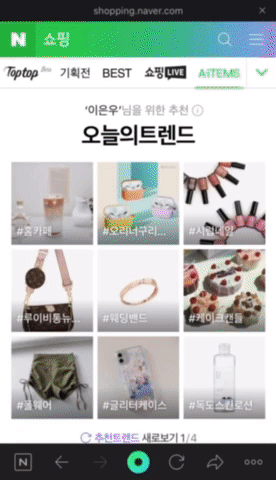 shopping.naver.com
N 쇼핑
Toptop Beta 기획전 BEST 쇼핑LIVE A·ITEMS
'이은우'님을 위한 추천
오늘의트렌드
#홈카페 #오리너구리... #시럽네일
#루이비통뉴... #웨딩밴드 #케이크캔들
#폴웨어 #글리터케이스 #독도스킨로션
추천트렌드 새로보기 1/4
N